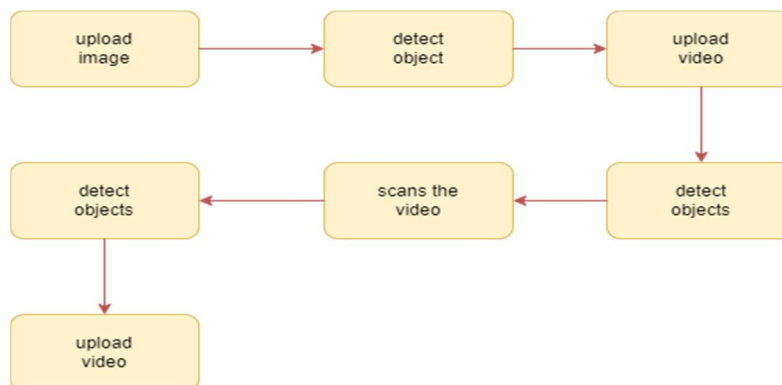 upload
image
detect
object
upload
video
detect
objects
scans the
video
detect
objects
upload
video